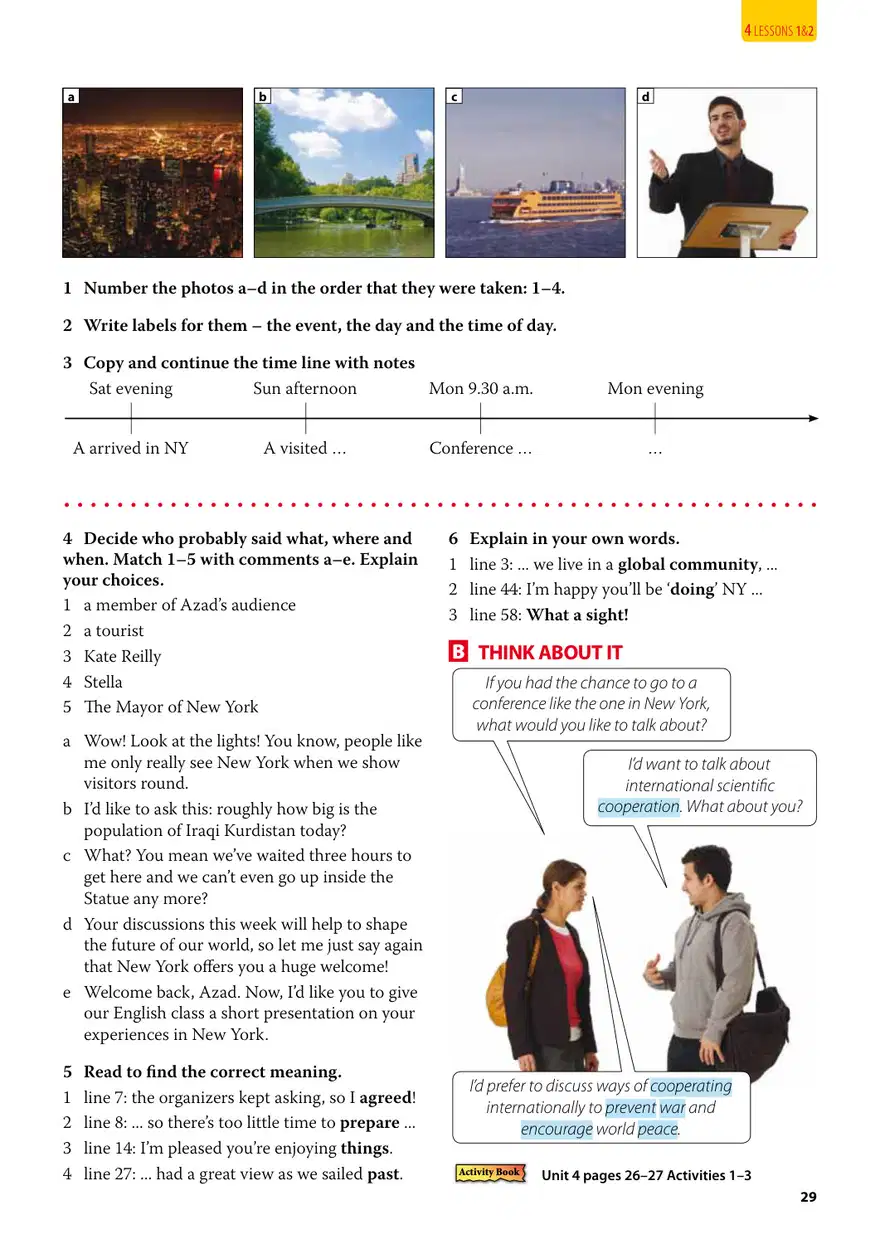 4 LESSONS 1&2
a
b
c
d
1 Number the photos a–d in the order that they were taken: 1–4.
2 Write labels for them – the event, the day and the time of day.
3 Copy and continue the time line with notes
Sat evening Sun afternoon Mon 9.30 a.m. Mon evening
A arrived in NY A visited … Conference … …
4 Decide who probably said what, where and
when. Match 1–5 with comments a–e. Explain
your choices.
1 a member of Azad’s audience
2 a tourist
3 Kate Reilly
4 Stella
5 The Mayor of New York
a Wow! Look at the lights! You know, people like
me only really see New York when we show
visitors round.
b I’d like to ask this: roughly how big is the
population of Iraqi Kurdistan today?
c What? You mean we’ve waited three hours to
get here and we can’t even go up inside the
Statue any more?
d Your discussions this week will help to shape
the future of our world, so let me just say again
that New York offers you a huge welcome!
e Welcome back, Azad. Now, I’d like you to give
our English class a short presentation on your
experiences in New York.
5 Read to find the correct meaning.
1 line 7: the organizers kept asking, so I agreed!
2 line 8: ... so there’s too little time to prepare ...
3 line 14: I’m pleased you’re enjoying things.
4 line 27: ... had a great view as we sailed past.
6 Explain in your own words.
1 line 3: ... we live in a global community, ...
2 line 44: I’m happy you’ll be ‘doing’ NY ...
3 line 58: What a sight!
B THINK ABOUT IT
If you had the chance to go to a
conference like the one in New York,
what would you like to talk about?
I’d want to talk about
international scientific
cooperation. What about you?
I’d prefer to discuss ways of cooperating
internationally to prevent war and
encourage world peace.
Activity Book Unit 4 pages 26–27 Activities 1–3
29